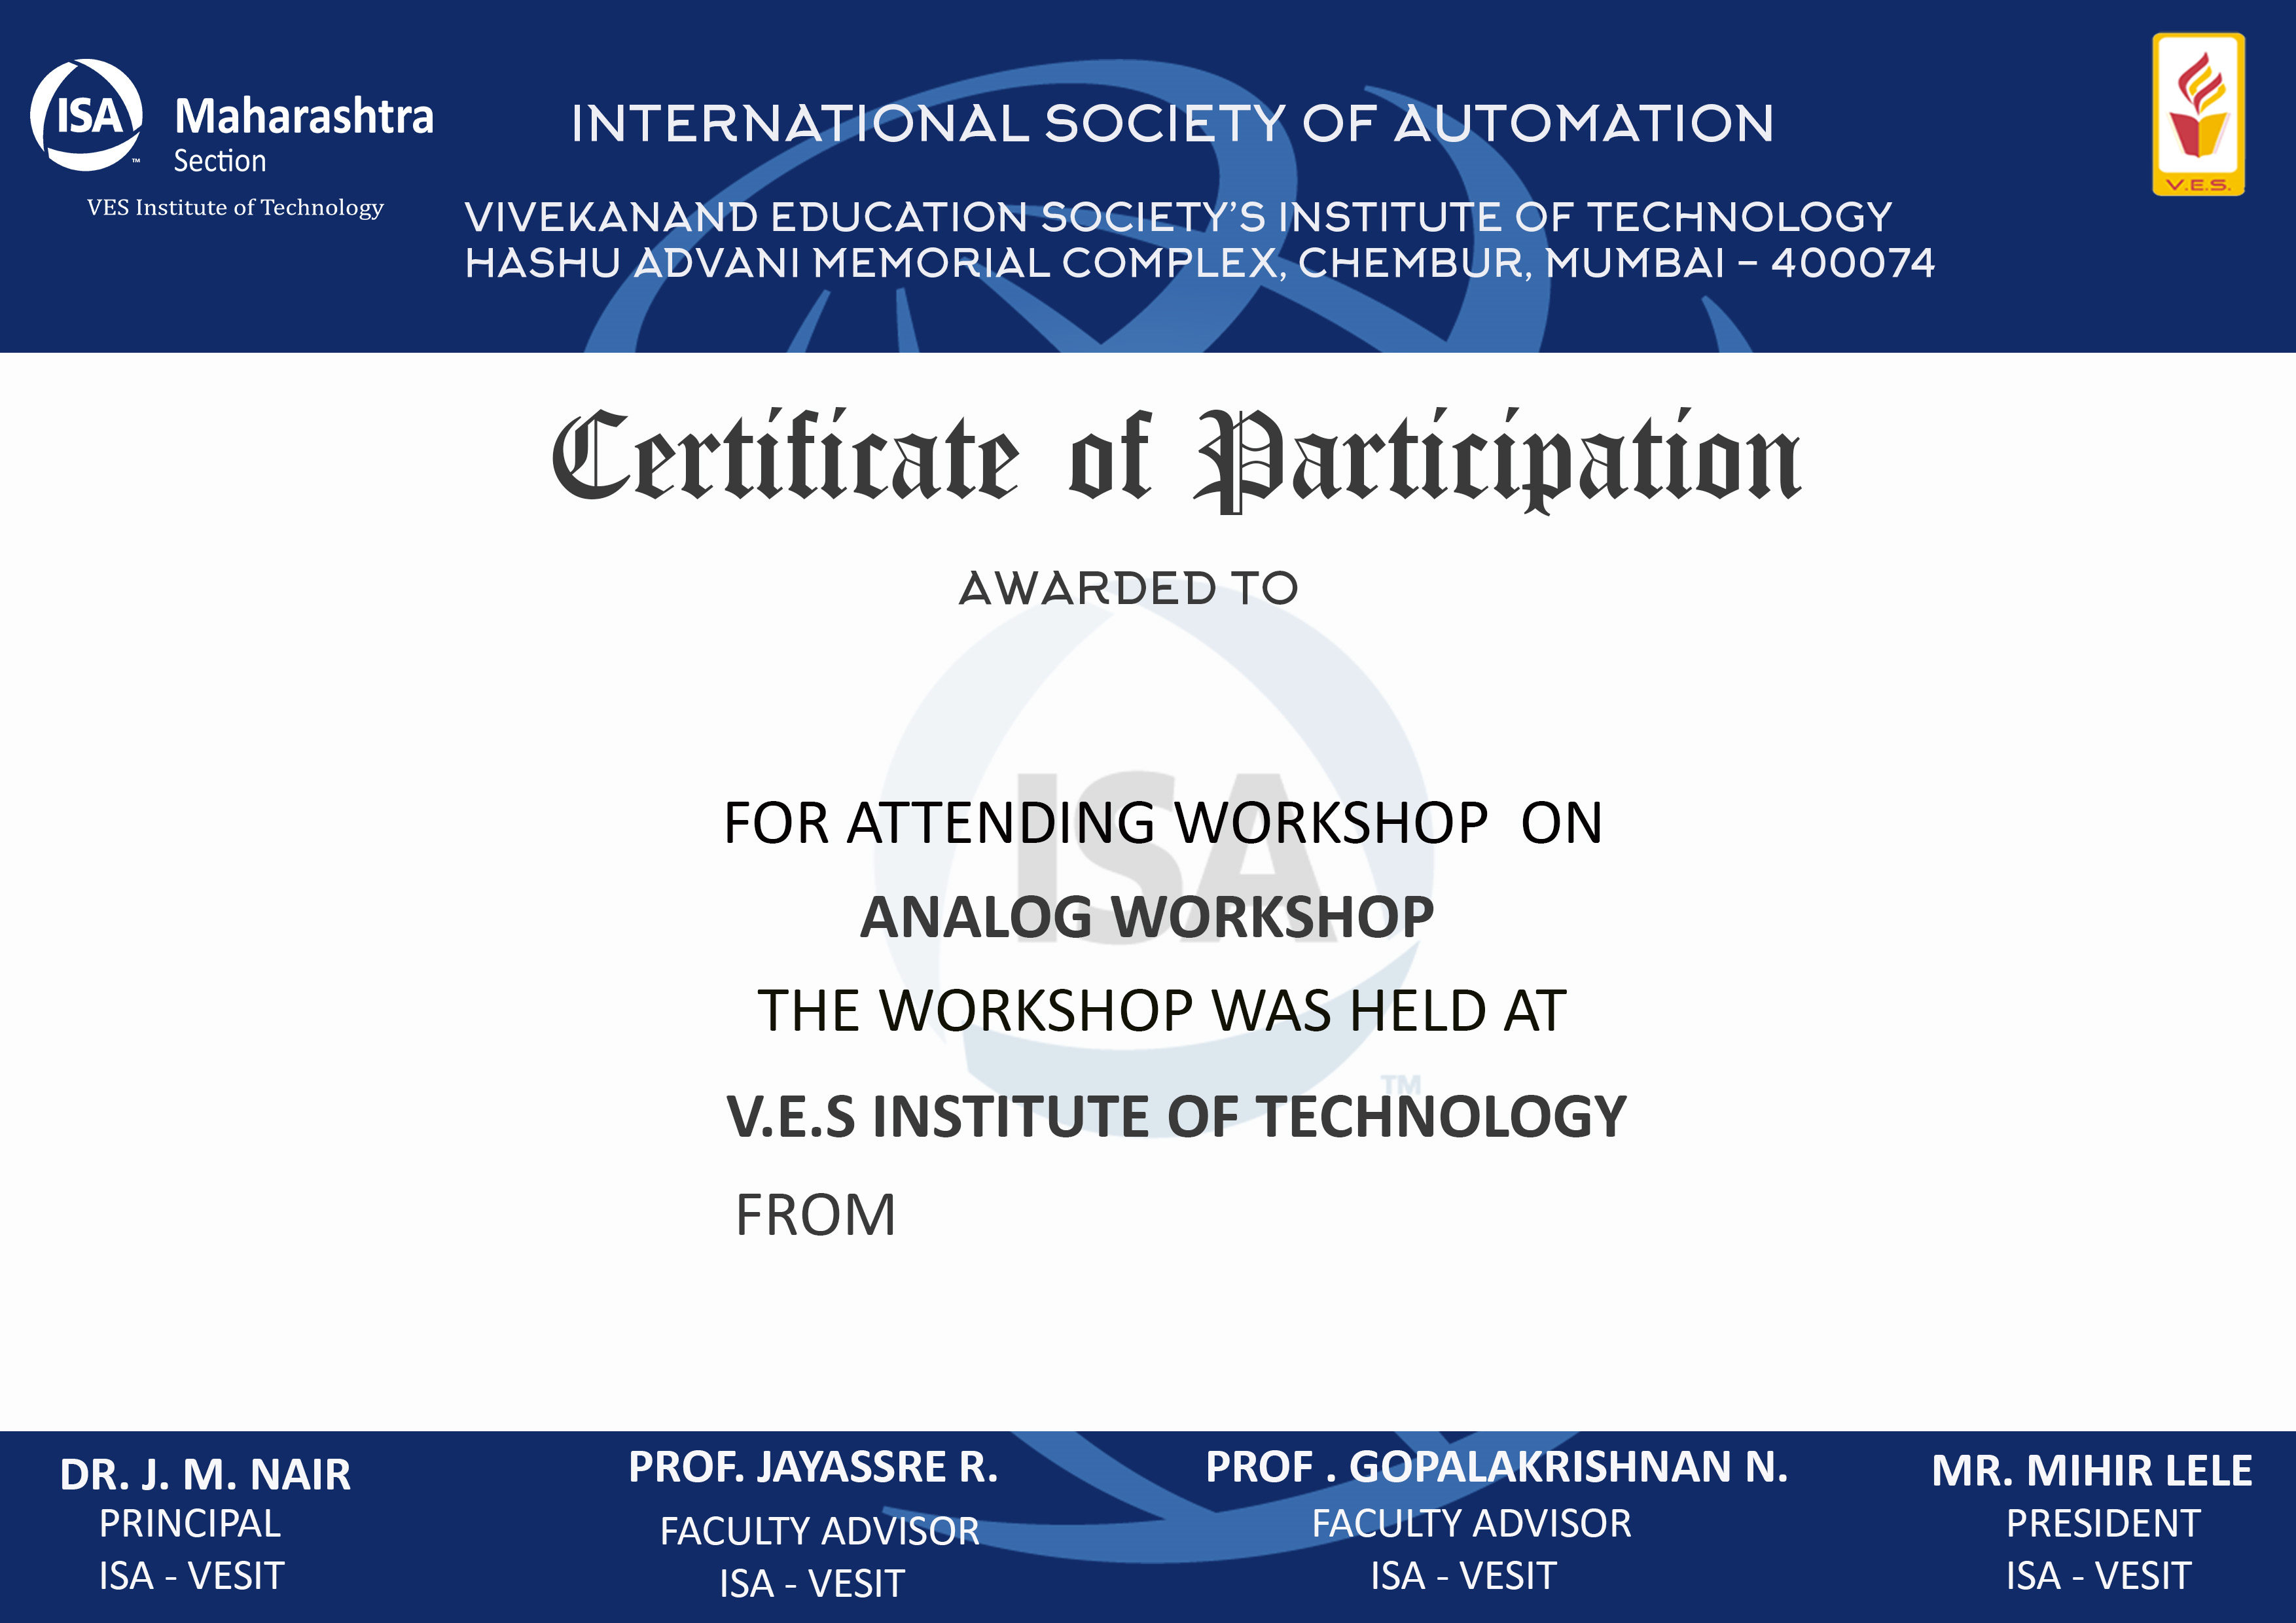 ISA
™
Maharashtra
Section
VES Institute of Technology
INTERNATIONAL SOCIETY OF AUTOMATION
VIVEKANAND EDUCATION SOCIETY'S INSTITUTE OF TECHNOLOGY
HASHU ADVANI MEMORIAL COMPLEX, CHEMBUR, MUMBAI – 400074
V.E.S.
Certificate of Participation
AWARDED TO
ISA
FOR ATTENDING WORKSHOP ON
ANALOG WORKSHOP
THE WORKSHOP WAS HELD AT
TM
V.E.S INSTITUTE OF TECHNOLOGY
FROM
DR. J. M. NAIR
PRINCIPAL
ISA - VESIT
PROF. JAYASSRE R.
FACULTY ADVISOR
ISA - VESIT
PROF . GOPALAKRISHNAN N.
FACULTY ADVISOR
ISA - VESIT
MR. MIHIR LELE
PRESIDENT
ISA - VESIT